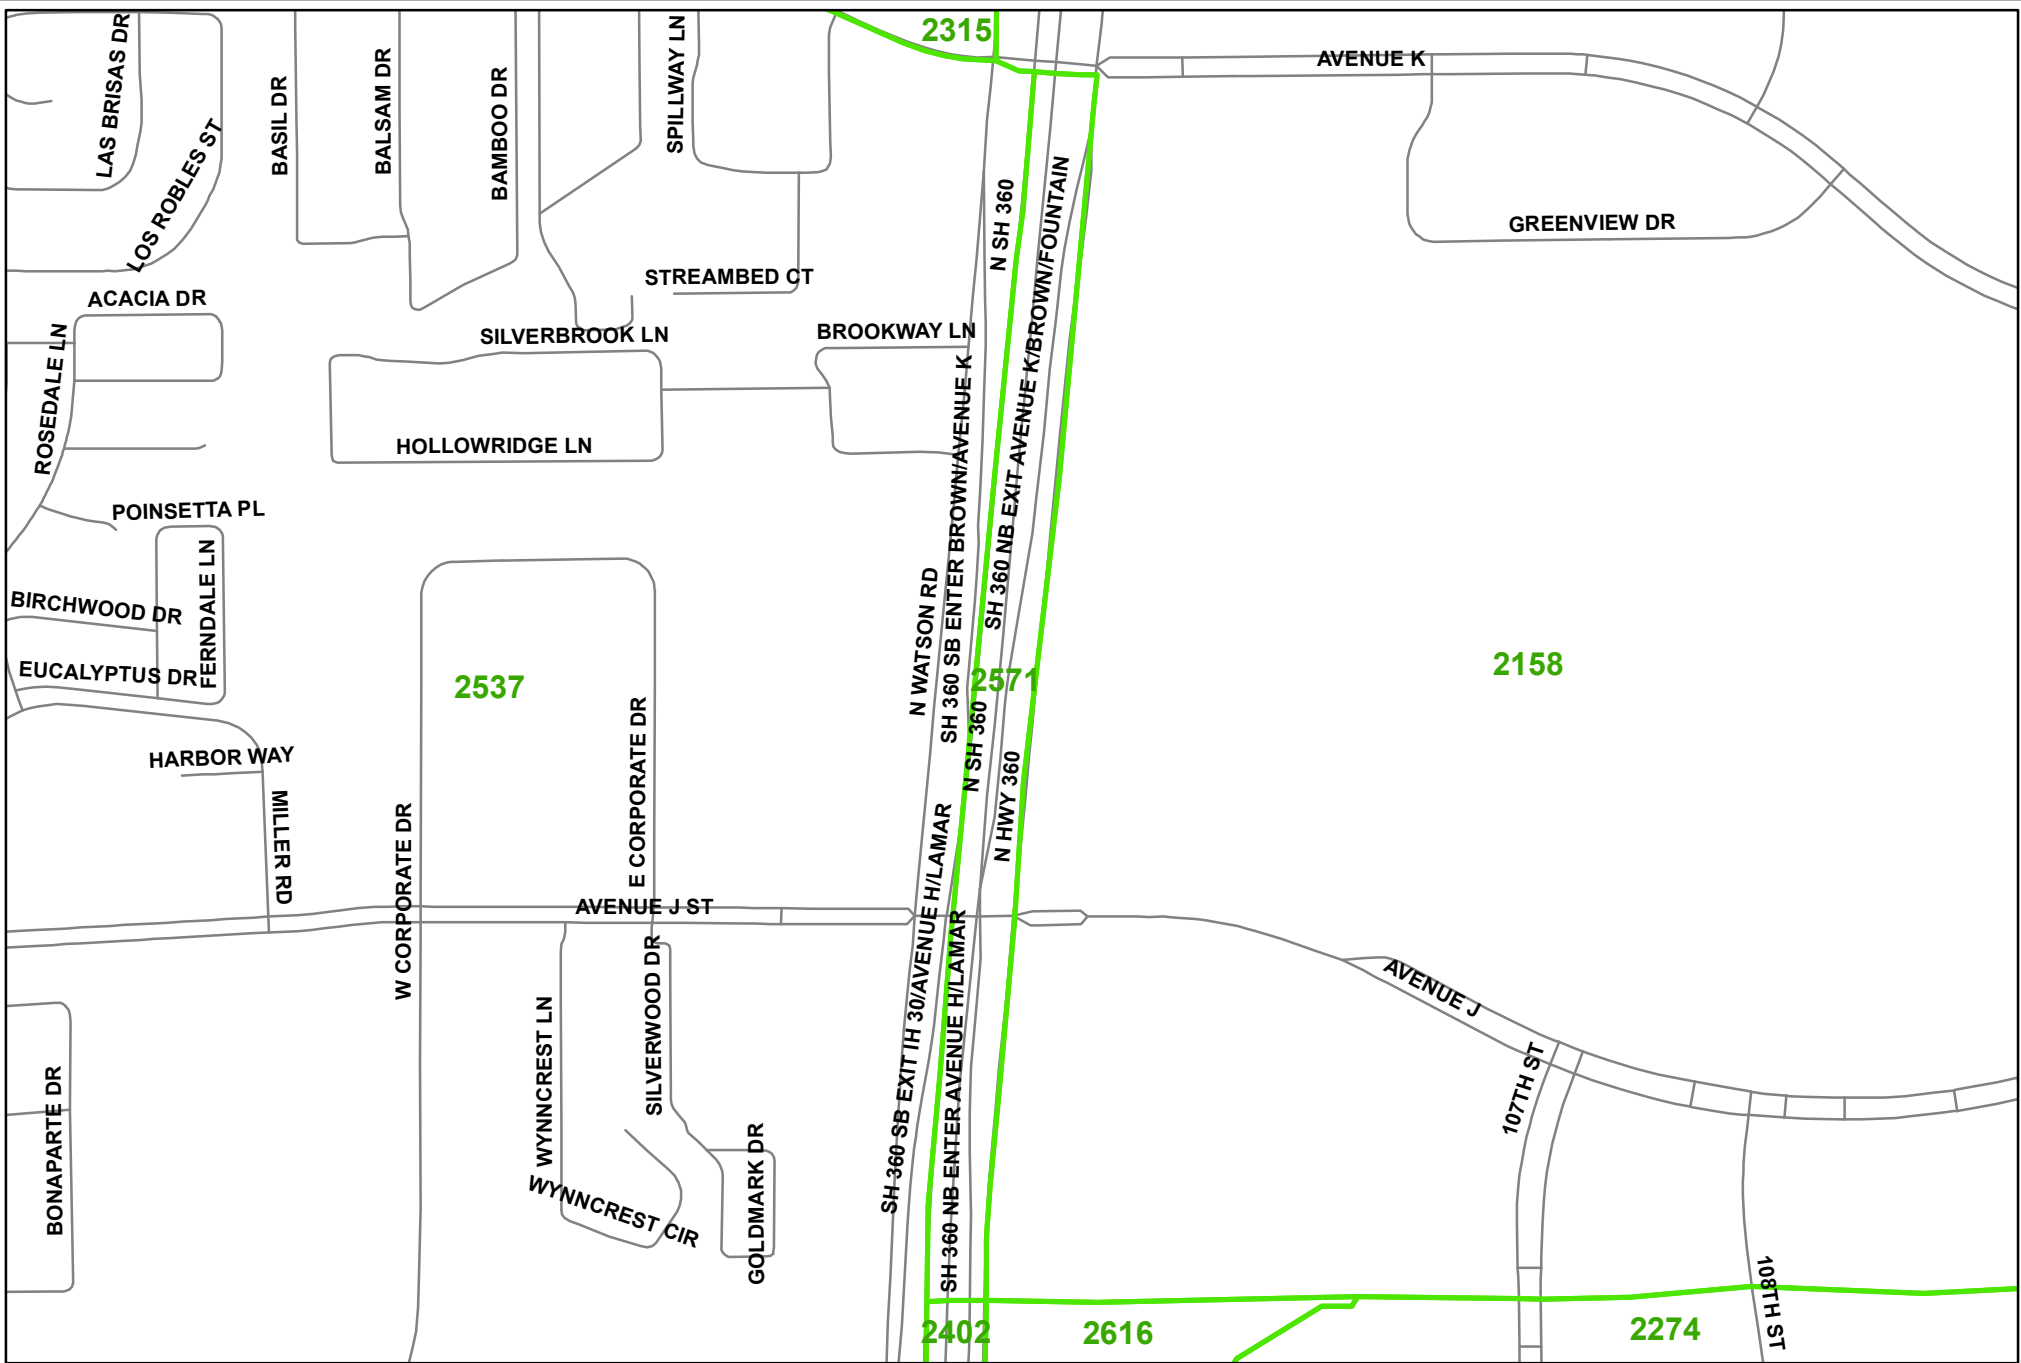 2315
AVENUE K
LAS BRISAS DR
BASIL DR
BALSAM DR
BAMBOO DR
SPILLWAY LN
LOS ROBLES ST
N SH 360
SH 360 NB EXIT AVENUE K/BROWN/FOUNTAIN
GREENVIEW DR
STREAMBED CT
ACACIA DR
SILVERBROOK LN
BROOKWAY LN
ROSEDALE LN
HOLLOWRIDGE LN
SH 360 SB ENTER BROWN/AVENUE K
POINSETTA PL
FERNDALE LN
BIRCHWOOD DR
N WATSON RD
EUCALYPTUS DR
2537
2571
2158
E CORPORATE DR
N SH 360
HARBOR WAY
N HWY 360
MILLER RD
W CORPORATE DR
SH 360 SB EXIT IH 30/AVENUE H/LAMAR
AVENUE J ST
SH 360 NB ENTER AVENUE H/LAMAR
AVENUE J
SILVERWOOD DR
WYNNCREST LN
107TH ST
BONAPARTE DR
GOLDMARK DR
WYNNCREST CIR
108TH ST
2402
2616
2274